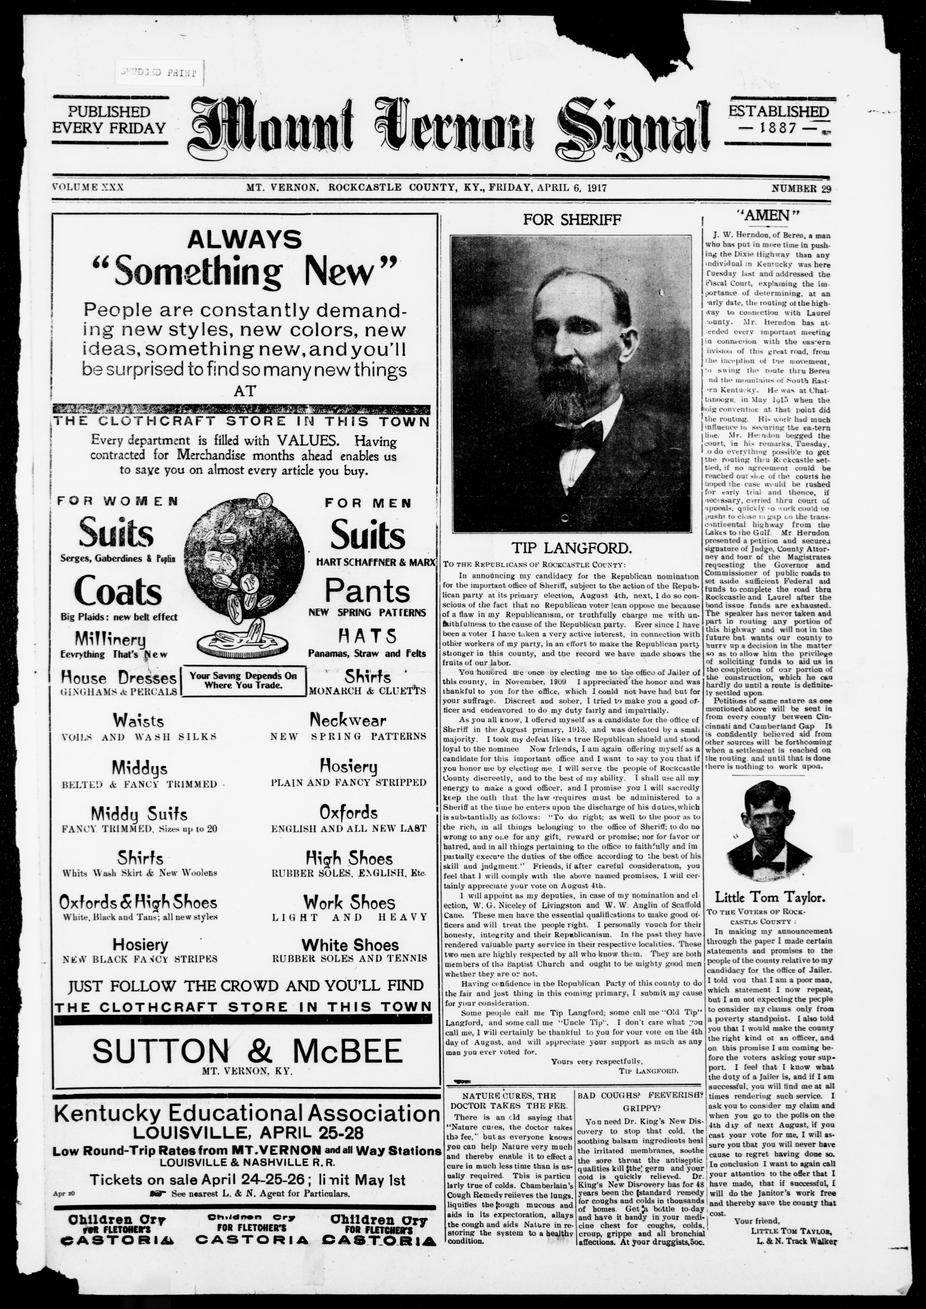 SMUDGED PRINT
PUBLISHED
EVERY FRIDAY
Mount Vernon Signal
ESTABLISHED
— 1887 —
VOLUME XXX
MT. VERNON, ROCKCASTLE COUNTY, KY., FRIDAY, APRIL 6, 1917
NUMBER 29
ALWAYS
"Something New"
People are constantly demand-
ing new styles, new colors, new
ideas, something new, and you'll
be surprised to find so many new things
AT
THE CLOTHCRAFT STORE IN THIS TOWN
Every department is filled with VALUES. Having
contracted for Merchandise months ahead enables us
to save you on almost every article you buy.
FOR WOMEN
Suits
Serges, Gaberdines & Poplin
Coats
Big Plaids: new belt effect
Millinery
Eevrything That's New
House Dresses
GINGHAMS & PERCALS
Your Saving Depends On
Where You Trade.
FOR MEN
Suits
HART SCHAFFNER & MARX
Pants
NEW SPRING PATTERNS
HATS
Panamas, Straw and Felts
Shirts
MONARCH & CLUETTS
Waists
VOILS AND WASH SILKS
Neckwear
NEW SPRING PATTERNS
Middys
BELTED & FANCY TRIMMED
Hosiery
PLAIN AND FANCY STRIPPED
Middy Suits
FANCY TRIMMED, Sizes up to 20
Oxfords
ENGLISH AND ALL NEW LAST
Shirts
Whits Wash Skirt & New Woolens
High Shoes
RUBBER SOLES, ENGLISH, Etc.
Oxfords & High Shoes
White, Black and Tans; all new styles
Work Shoes
LIGHT AND HEAVY
Hosiery
NEW BLACK FANCY STRIPES
White Shoes
RUBBER SOLES AND TENNIS
JUST FOLLOW THE CROWD AND YOU'LL FIND
THE CLOTHCRAFT STORE IN THIS TOWN
SUTTON & McBEE
MT. VERNON, KY.
Kentucky Educational Association
LOUISVILLE, APRIL 25-28
Low Round-Trip Rates from MT. VERNON and all Way Stations
LOUISVILLE & NASHVILLE R. R.
Tickets on sale April 24-25-26; limit May 1st
Apr 20
See nearest L. & N. Agent for Particulars.
Children Cry
FOR FLETCHER'S
CASTORIA
Children Cry
FOR FLETCHER'S
CASTORIA
Children Cry
FOR FLETCHER'S
CASTORIA
FOR SHERIFF
TIP LANGFORD.
TO THE REPUBLICANS OF ROCKCASTLE COUNTY:
In announcing my candidacy for the Republican nomination
for the important office of Sheriff, subject to the action of the Repub-
lican party at its primary election, August 4th, next, I do so con-
scious of the fact that no Republican voter can oppose me because
of a flaw in my Republicanism, or truthfully charge me with un-
faithfulness to the cause of the Republican party. Ever since I have
been a voter I have taken a very active interest, in connection with
other workers of my party, in an effort to make the Republican party
stronger in this county, and the record we have made shows the
fruits of our labor.
You honored me once by electing me to the office of Jailer of
this county, in November, 1909 I appreciated the honor and was
thankful to you for the office, which I could not have had but for
your suffrage. Discreet and sober, I tried to make you a good of-
ficer and endeavored to do my duty fairly and impartially.
As you all know, I offered myself as a candidate for the office of
Sheriff in the August primary, 1913, and was defeated by a small
majority. I took my defeat like a true Republican should and stood
loyal to the nominee Now friends, I am again offering myself as a
candidate for this important office and I want to say to you that if
you honor me by electing me, I will serve the people of Rockcastle
County discreetly, and to the best of my ability. I shall use all my
energy to make a good officer, and I promise you I will sacredly
keep the oath that the law requires must be administered to a
Sheriff at the time he enters upon the discharge of his duties, which
is substantially as follows: "To do right; as well to the poor as to
the rich, in all things belonging to the office of Sheriff; to do no
wrong to any one for any gift, reward or promise; nor for favor or
hatred, and in all things pertaining to the office to faithfully and im
partially execute the duties of the office according to the best of his
skill and judgment." Friends, if after careful consideration, you
feel that I will comply with the above named promises, I will cer-
tainly appreciate your vote on August 4th.
I will appoint as my deputies, in case of my nomination and el-
ection, W. G. Niceley of Livingston and W. W. Anglin of Scaffold
Cane. These men have the essential qualifications to make good of-
ficers and will treat the people right. I personally vouch for their
honesty, integrity and their Republicanism. In the past they have
rendered valuable party service in their respective localities. These
two men are highly respected by all who know them. They are both
members of the Baptist Church and ought to be mighty good men
whether they are or not.
Having confidence in the Republican Party of this county to do
the fair and just thing in this coming primary, I submit my cause
for your consideration.
Some people call me Tip Langford; some call me "Old Tip"
Langford, and some call me "Uncle Tip". I don't care what you
call me, I will certainly be thankful to you for your vote on the 4th
day of August, and will appreciate your support as much as any
man you ever voted for.
Yours very respectfully,
TIP LANGFORD.
NATURE CURES, THE
DOCTOR TAKES THE FEE.
There is an old saying that
"Nature cures, the doctor takes
the fee," but as everyone knows
you can help Nature very much
and thereby enable it to effect a
cure in much less time than is us-
ually required. This is particu
larly true of colds. Chamberlain's
Cough Remedy relieves the lungs,
liquifies the tough mucous and
aids in its expectoration, allays
the cough and aids Nature in re-
storing the system to a healthy
condition.
BAD COUGHS? FEEVERISH?
GRIPPY?
You need Dr. King's New Dis-
covery to stop that cold, the
soothing balsam ingredients heal
the irritated membranes, soothe
the sore throat the antiseptic
qualities kill the germ and your
cold is quickly relieved. Dr.
King's New Discovery has for 48
years been the standard remedy
for coughs and colds in thousands
of homes. Get a bottle to-day
and have it handy in your medi-
cine chest for coughs, colds,
croup, grippe and all bronchial
affections. At your druggists, 50c.
"AMEN"
J. W. Herndon, of Berea, a man
who has put in more time in push-
ing the Dixie Highway than any
individual in Kentucky was here
Tuesday last and addressed the
Fiscal Court, explaining the im-
portance of determining, at an
early date, the routing of the high-
way to connection with Laurel
county. Mr. Herndon has at-
tended every important meeting
in connection with the eastern
division of this great road, from
the inception of the movement,
to swing the route thru Berea
and the mountains of South East-
ern Kentucky. He was at Chat-
tanooga, in May 1915 when the
big convention at that point did
the routing. His work had much
influence in securing the eastern
line. Mr. Herndon begged the
court, in his remarks, Tuesday,
to do everything possible to get
the routing thru Rockcastle set-
tled, if no agreement could be
reached out side of the courts he
hoped the case would be rushed
for early trial and thence, if
necessary, carried thru court of
appeals, quickly so work could be
pusht to close in gap on the trans-
continental highway from the
Lakes to the Gulf. Mr Herndon
presented a petition and secured
signature of Judge, County Attor-
ney and tour of the Magistrates
requesting the Governor and
Commissioner of public roads to
set aside sufficient Federal aid
funds to complete the road thru
Rockcastle and Laurel after the
bond issue funds are exhausted.
The speaker has never taken and
part in routing any portion of
this highway and will not in the
future but wants our county to
hurry up a decision in the matter
so as to allow him the privilege
of soliciting funds to aid us in
the completion of our portion of
the construction, which he can
hardly do until a route is definite-
ly settled upon.
Petitions of same nature as one
mentioned above will be sent in
from every county between Cin-
cinnati and Cumberland Gap It
is confidently believed aid from
other sources will be forthcoming
when a settlement is reached on
the routing and until that is done
there is nothing to work upon.
Little Tom Taylor.
TO THE VOTERS OF ROCK-
CASTLE COUNTY:
In making my announcement
through the paper I made certain
statements and promises to the
people of the county relative to my
candidacy for the office of Jailer.
I told you that I am a poor man,
which statement I now repeat,
but I am not expecting the people
to consider my claims only from
a poverty standpoint. I also told
you that I would make the county
the right kind of an officer, and
on this promise I am coming be-
fore the voters asking your sup-
port. I feel that I know what
the duty of a Jailer is, and if I am
successful, you will find me at all
times rendering such service. I
ask you to consider my claim and
when you go to the polls on the
4th day of next August, if you
cast your vote for me, I will as-
sure you that you will never have
cause to regret having done so.
In conclusion I want to again call
your attention to the offer that I
have made, that if successful, I
will do the Janitor's work free
and thereby save the county that
cost.
Your friend,
LITTLE TOM TAYLOR,
L. & N. Track Walker